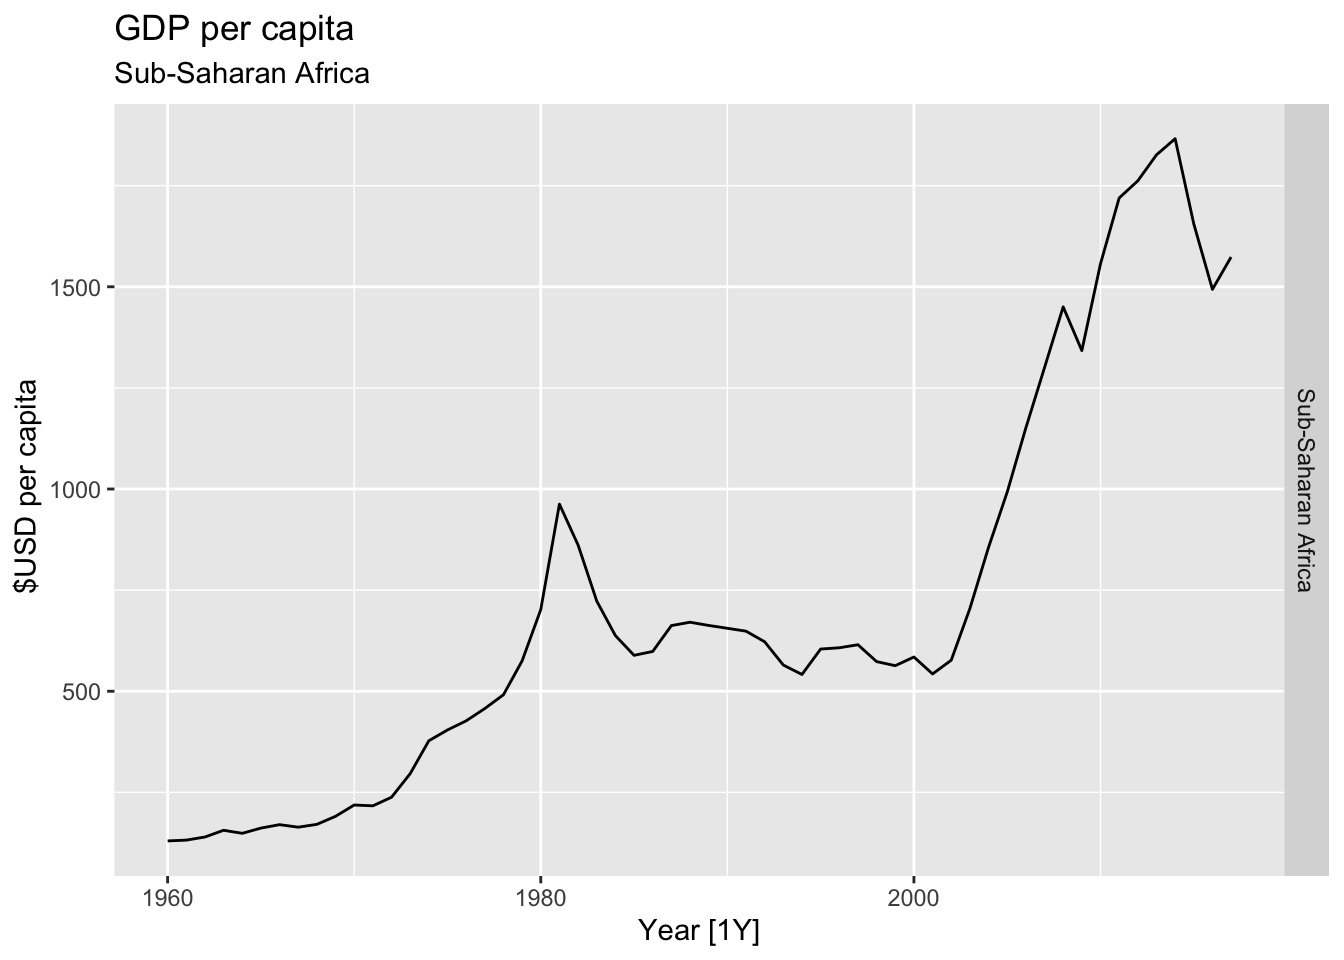 GDP per capita
Sub-Saharan Africa
$USD per capita
1500
1000
500
Sub-Saharan Africa
1960
1980
2000
Year [1Y]